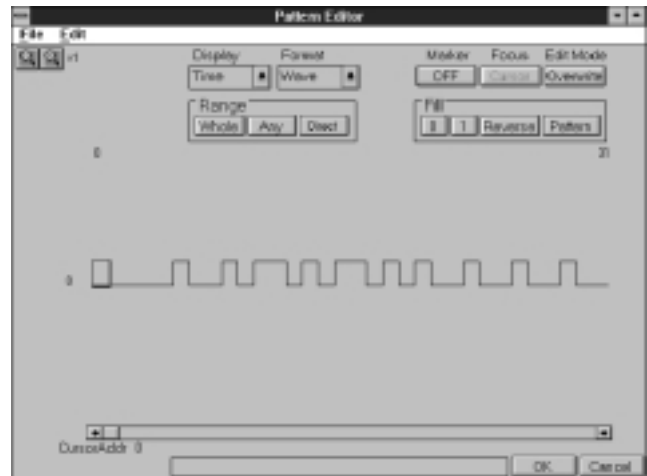 Pattern Editor
File Edit
x1
Display Format Marker Focus Edit Mode
Time Wave OFF Cursor Overwrite
Range Fill
Whole Any Direct 0 1 Reverse Pattern
0 31
0
CursorAddr 0
OK Cancel